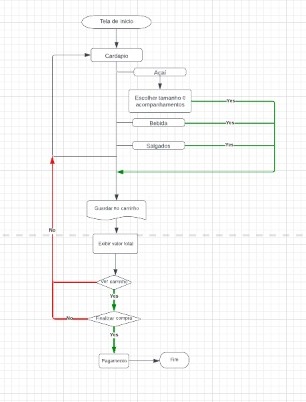 Tela de início
Cardápio
Açaí
Escolher tamanho e
acompanhamentos
Yes
Bebida
Yes
Salgados
Yes
Guardar no carrinho
No
Exibir valor total
Ver carrinho
Yes
No
Finalizar compra
Yes
Pagamento
Fim